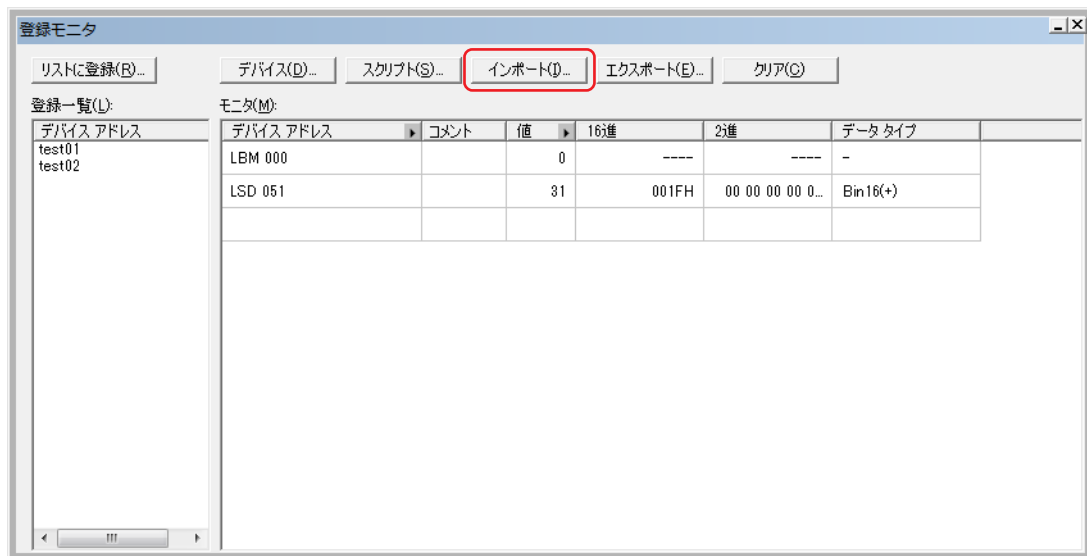 登録モニタ
リストに登録(R)... デバイス(D)... スクリプト(S)... インポート(I)... エクスポート(E)... クリア(C)
登録一覧(L): モニタ(M):
デバイス アドレス デバイス アドレス コメント 値 16進 2進 データ タイプ
test01
test02
LBM 000 0 ---- ---- -
LSD 051 31 001FH 00 00 00 00 0... Bin16(+)